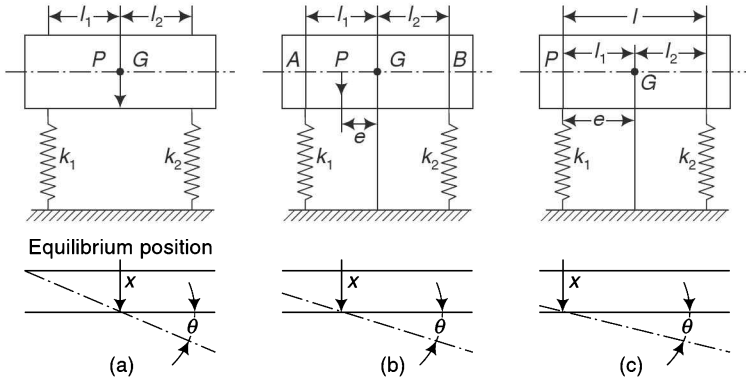 l₁ l₂
P G
k₁ k₂
Equilibrium position
x
θ
(a)
l₁ l₂
A P G B
e
k₁ k₂
x
θ
(b)
l
l₁ l₂
P
G
e
k₁ k₂
x
θ
(c)